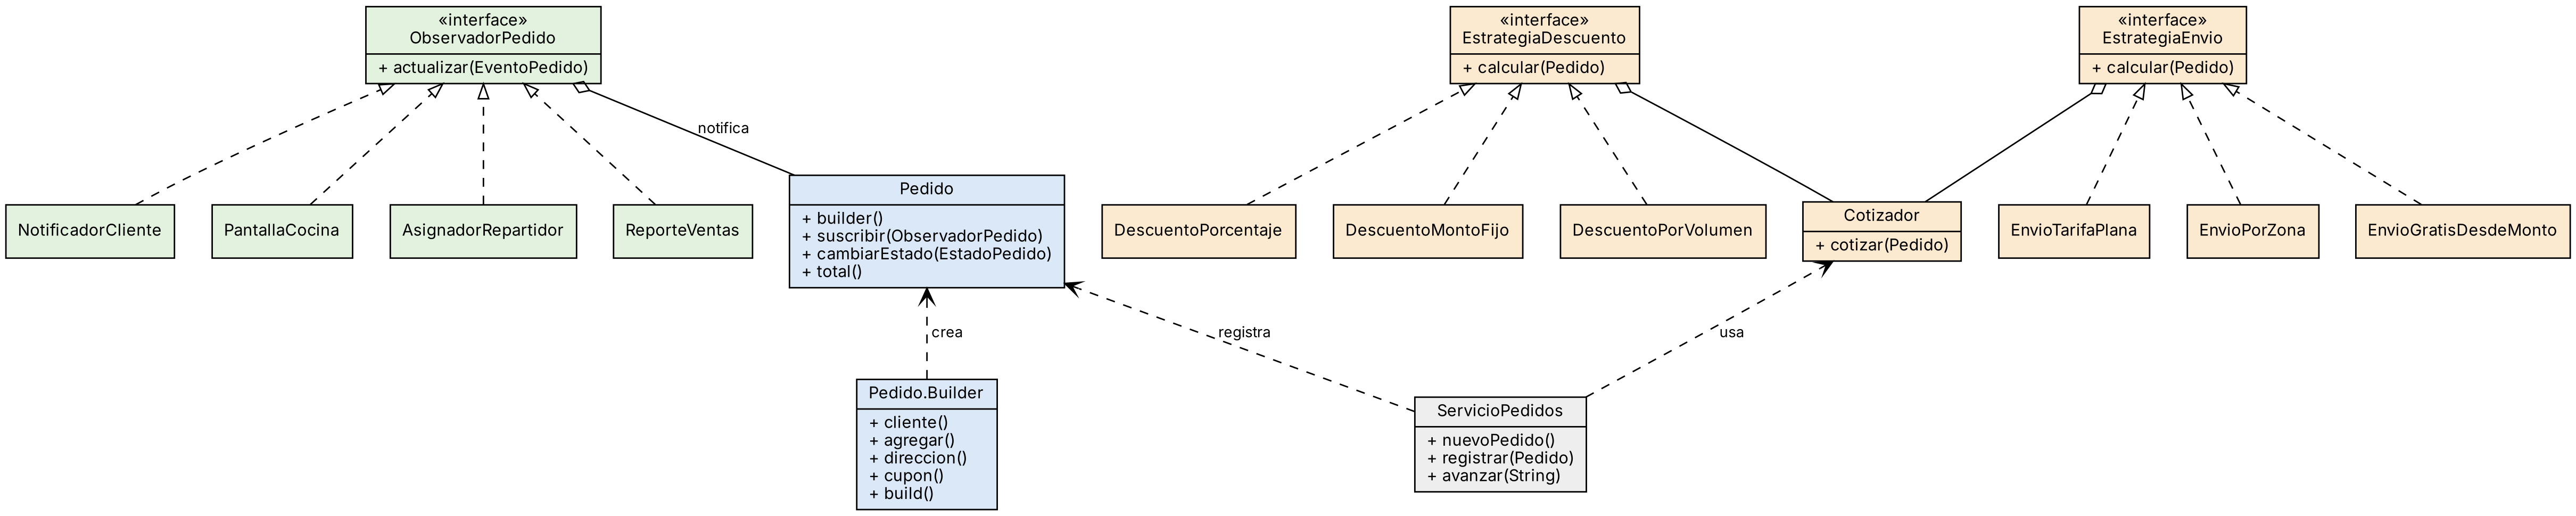 «interface»
ObservadorPedido
+ actualizar(EventoPedido)
«interface»
EstrategiaDescuento
+ calcular(Pedido)
«interface»
EstrategiaEnvio
+ calcular(Pedido)
notifica
NotificadorCliente
PantallaCocina
AsignadorRepartidor
ReporteVentas
Pedido
+ builder()
+ suscribir(ObservadorPedido)
+ cambiarEstado(EstadoPedido)
+ total()
DescuentoPorcentaje
DescuentoMontoFijo
DescuentoPorVolumen
Cotizador
+ cotizar(Pedido)
EnvioTarifaPlana
EnvioPorZona
EnvioGratisDesdeMonto
crea
registra
usa
Pedido.Builder
+ cliente()
+ agregar()
+ direccion()
+ cupon()
+ build()
ServicioPedidos
+ nuevoPedido()
+ registrar(Pedido)
+ avanzar(String)